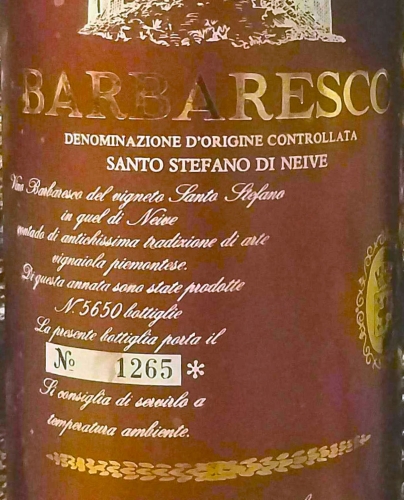 BARBARESCO
DENOMINAZIONE D'ORIGINE CONTROLLATA
SANTO STEFANO DI NEIVE
Vino Barbaresco del vigneto Santo Stefano
in quel di Neive
contado di antichissima tradizione di arte
vignaiola piemontese.
Di questa annata sono state prodotte
N. 5650 bottiglie
La presente bottiglia porta il
No 1265 *
Si consiglia di servirlo a
temperatura ambiente.